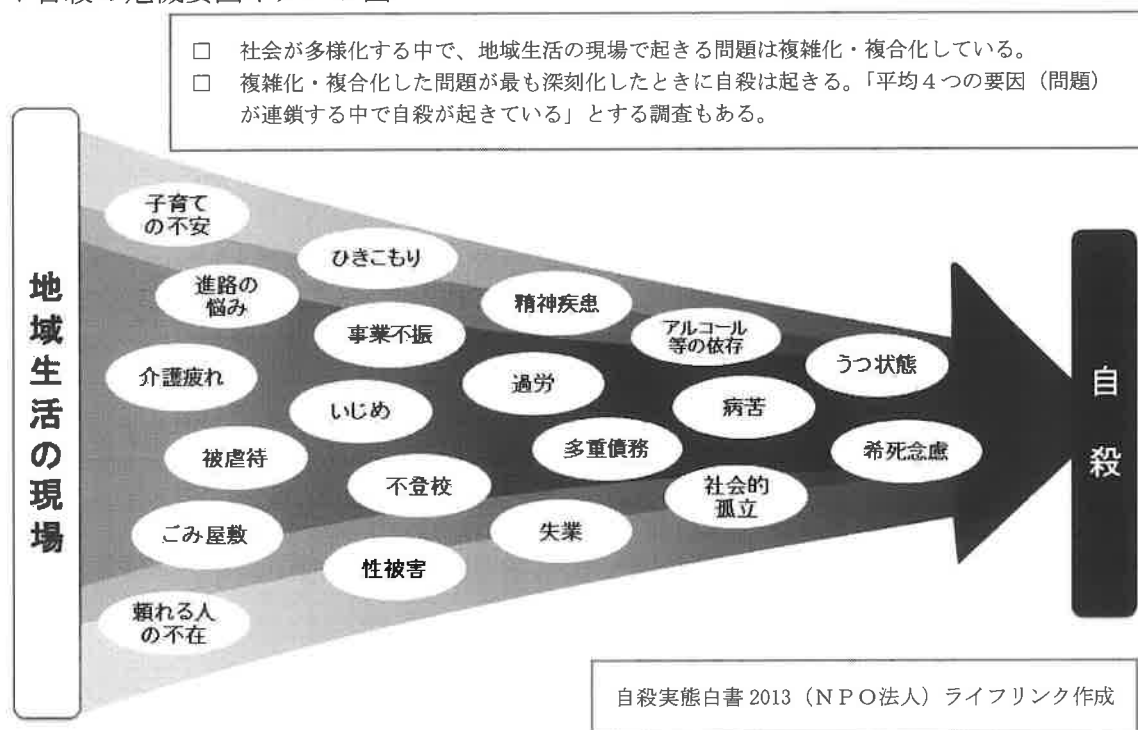 □ 社会が多様化する中で、地域生活の現場で起きる問題は複雑化・複合化している。
□ 複雑化・複合化した問題が最も深刻化したときに自殺は起きる。「平均４つの要因（問題）
が連鎖する中で自殺が起きている」とする調査もある。
地域生活の現場
子育て
の不安
ひきこもり
進路の
悩み
精神疾患
事業不振
アルコール
等の依存
うつ状態
介護疲れ
過労
いじめ
病苦
被虐待
多重債務
希死念慮
不登校
社会的
孤立
ごみ屋敷
失業
性被害
頼れる人
の不在
自殺
自殺実態白書 2013（ＮＰＯ法人）ライフリンク作成